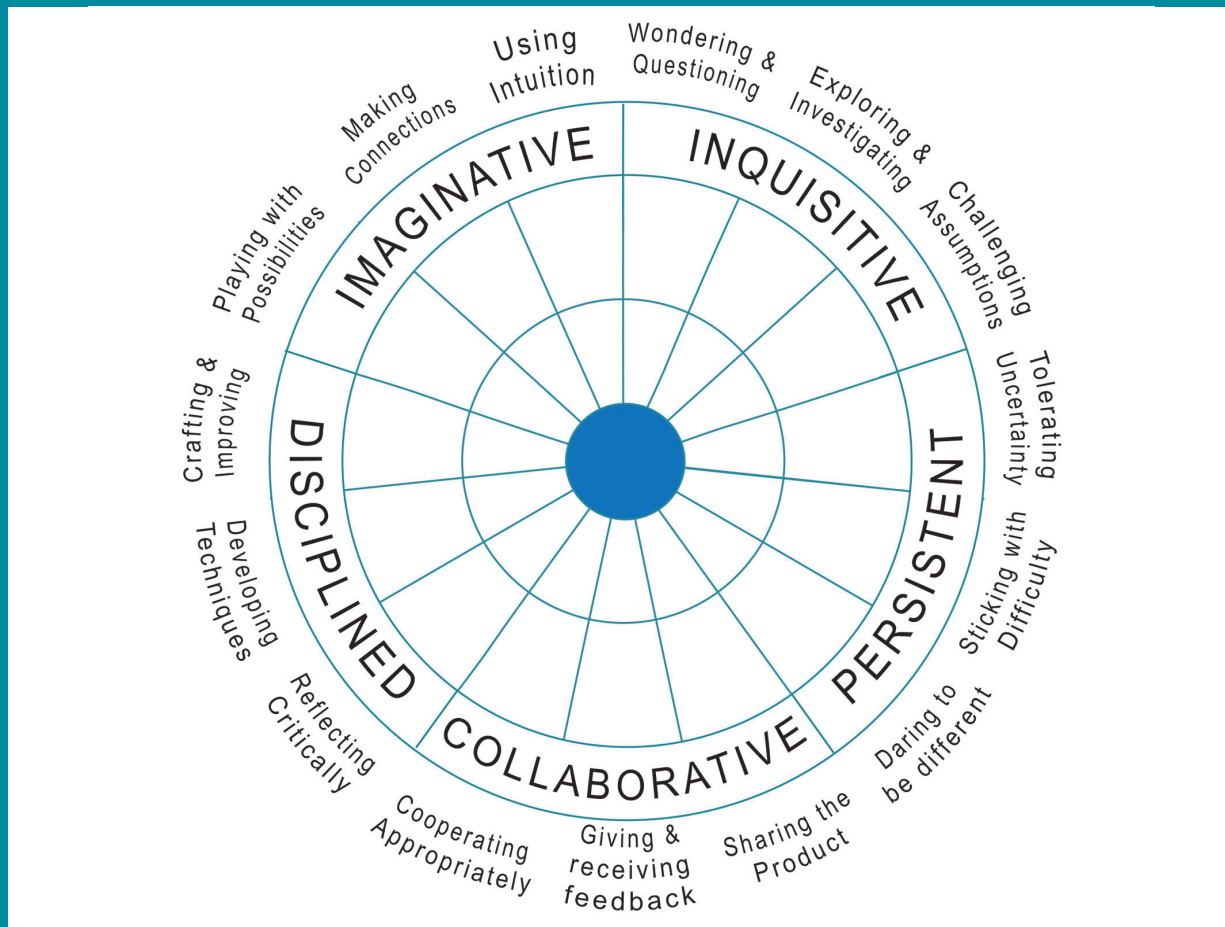 INQUISITIVE
Wondering &
Questioning
Exploring &
Investigating
Challenging
Assumptions
PERSISTENT
Tolerating
Uncertainty
Sticking with
Difficulty
Daring to
be different
COLLABORATIVE
Sharing the
Product
Giving &
receiving
feedback
Cooperating
Appropriately
DISCIPLINED
Reflecting
Critically
Developing
Techniques
Crafting &
Improving
IMAGINATIVE
Playing with
Possibilities
Making
Connections
Using
Intuition